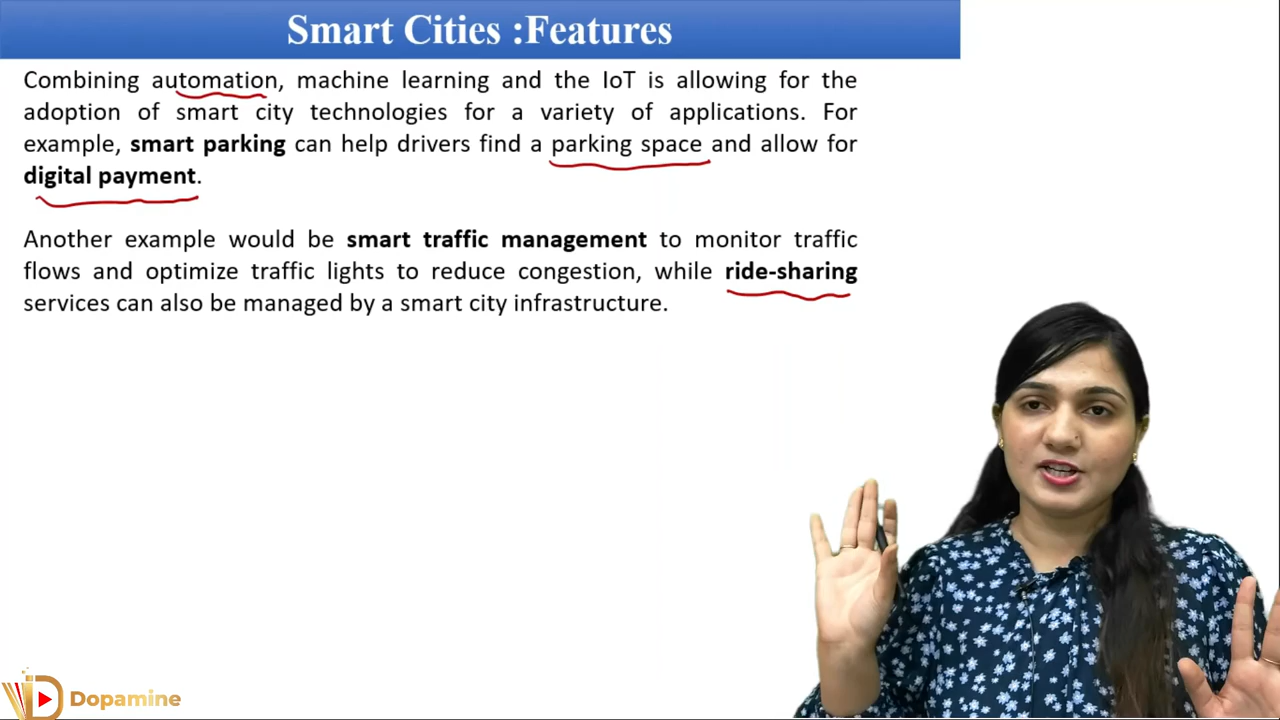 Smart Cities :Features
Combining automation, machine learning and the IoT is allowing for the
adoption of smart city technologies for a variety of applications. For
example, smart parking can help drivers find a parking space and allow for
digital payment.
Another example would be smart traffic management to monitor traffic
flows and optimize traffic lights to reduce congestion, while ride-sharing
services can also be managed by a smart city infrastructure.
Dopamine